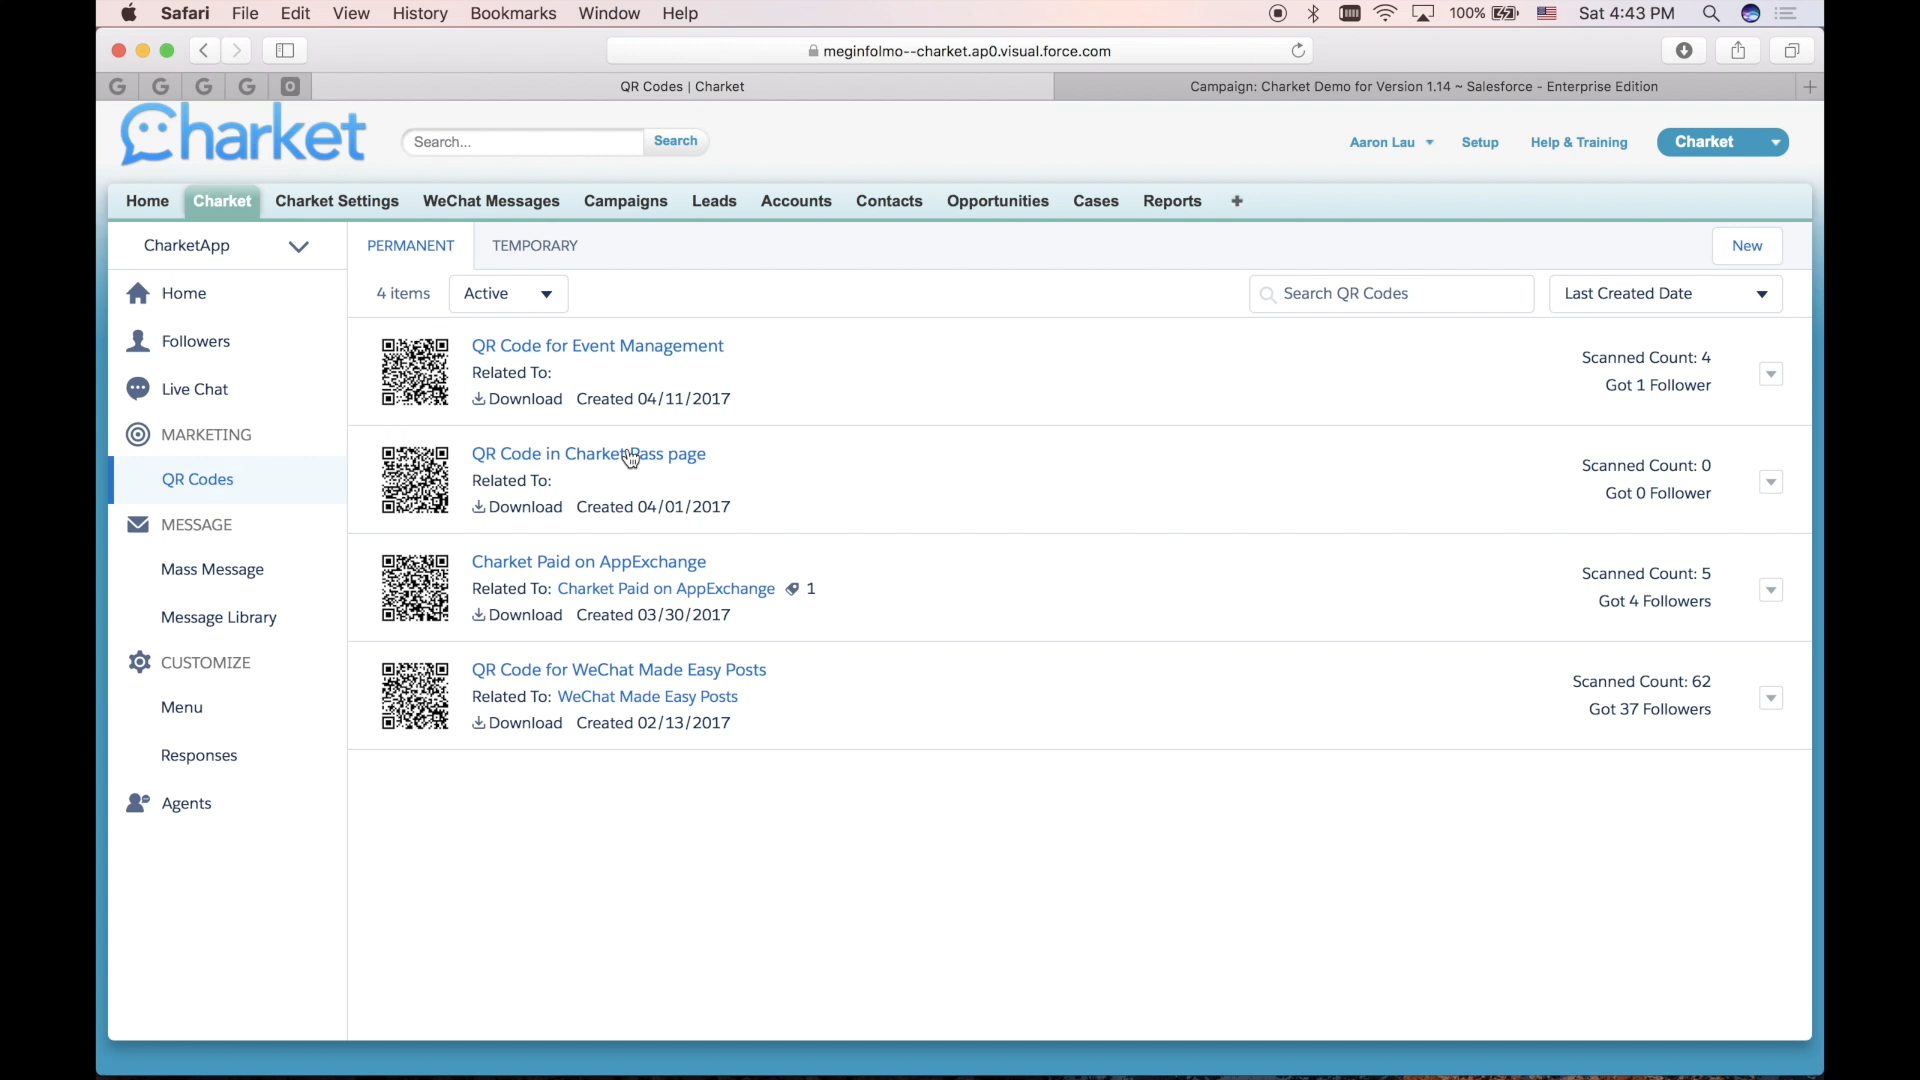 Safari File Edit View History Bookmarks Window Help 100% Sat 4:43 PM
meginfolmo--charket.ap0.visual.force.com
G G G G O QR Codes | Charket Campaign: Charket Demo for Version 1.14 ~ Salesforce - Enterprise Edition +
Charket Search... Search Aaron Lau Setup Help & Training Charket
Home Charket Charket Settings WeChat Messages Campaigns Leads Accounts Contacts Opportunities Cases Reports +
CharketApp PERMANENT TEMPORARY New
Home
Followers
Live Chat
MARKETING
QR Codes
MESSAGE
Mass Message
Message Library
CUSTOMIZE
Menu
Responses
Agents
4 items Active Search QR Codes Last Created Date
QR Code for Event Management
Related To:
Download Created 04/11/2017
Scanned Count: 4
Got 1 Follower
QR Code in Charket Pass page
Related To:
Download Created 04/01/2017
Scanned Count: 0
Got 0 Follower
Charket Paid on AppExchange
Related To: Charket Paid on AppExchange 1
Download Created 03/30/2017
Scanned Count: 5
Got 4 Followers
QR Code for WeChat Made Easy Posts
Related To: WeChat Made Easy Posts
Download Created 02/13/2017
Scanned Count: 62
Got 37 Followers